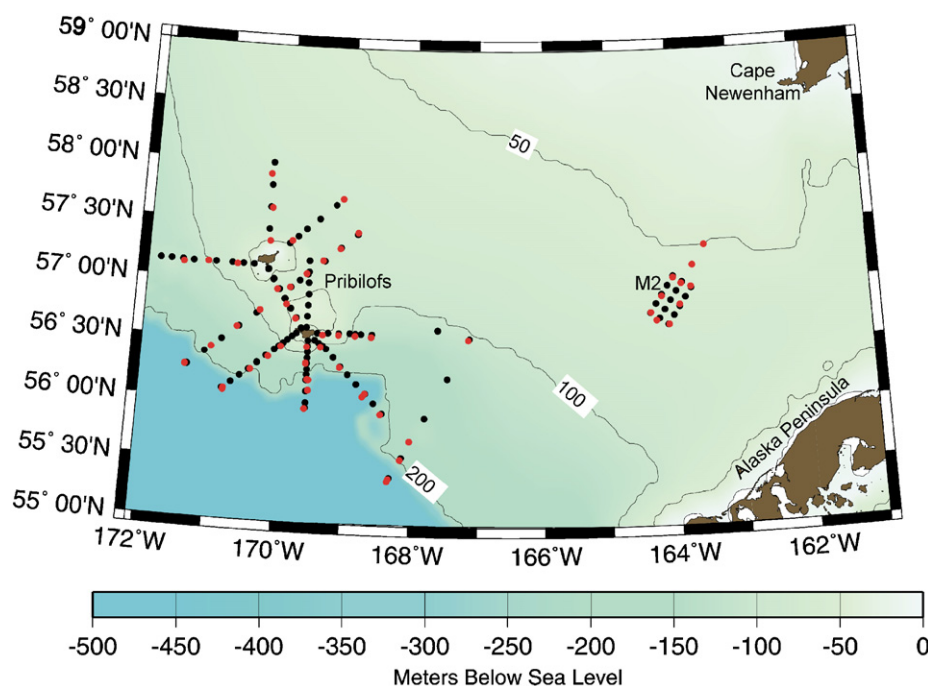 59° 00'N
58° 30'N
58° 00'N
57° 30'N
57° 00'N
56° 30'N
56° 00'N
55° 30'N
55° 00'N
Cape
Newenham
50
Pribilofs
M2
100
Alaska Peninsula
200
172°W
170°W
168°W
166°W
164°W
162°W
-500
-450
-400
-350
-300
-250
-200
-150
-100
-50
0
Meters Below Sea Level